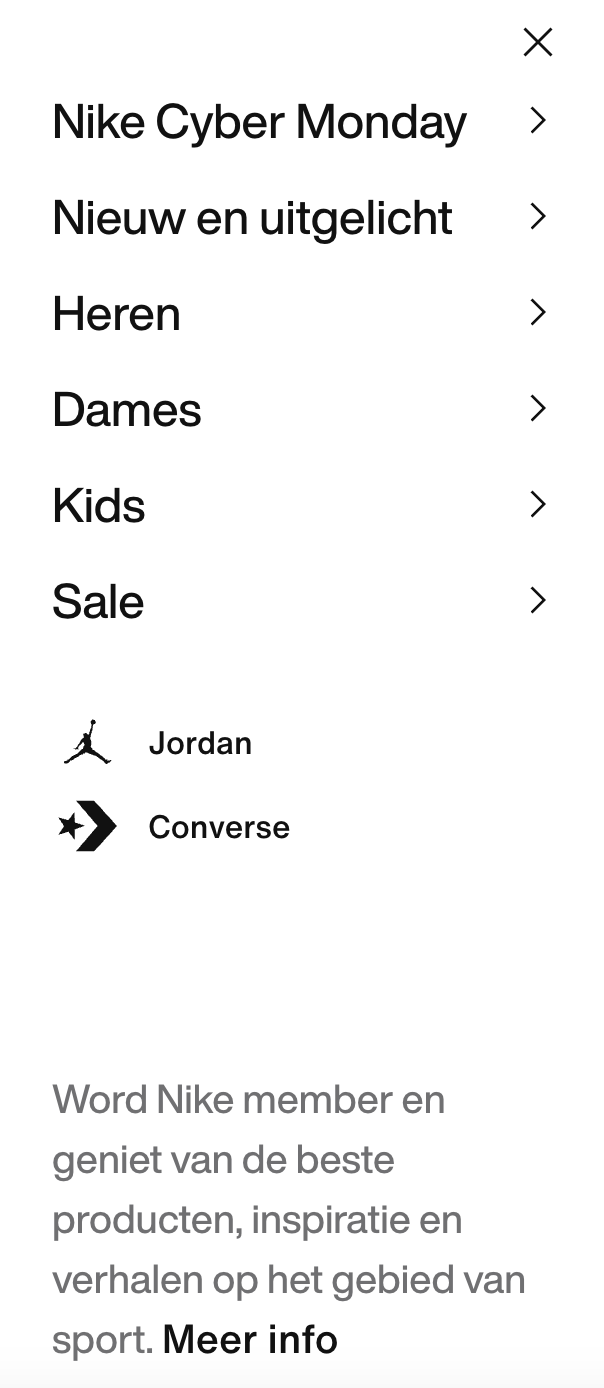 Nike Cyber Monday
Nieuw en uitgelicht
Heren
Dames
Kids
Sale
Jordan
Converse
Word Nike member en
geniet van de beste
producten, inspiratie en
verhalen op het gebied van
sport. Meer info